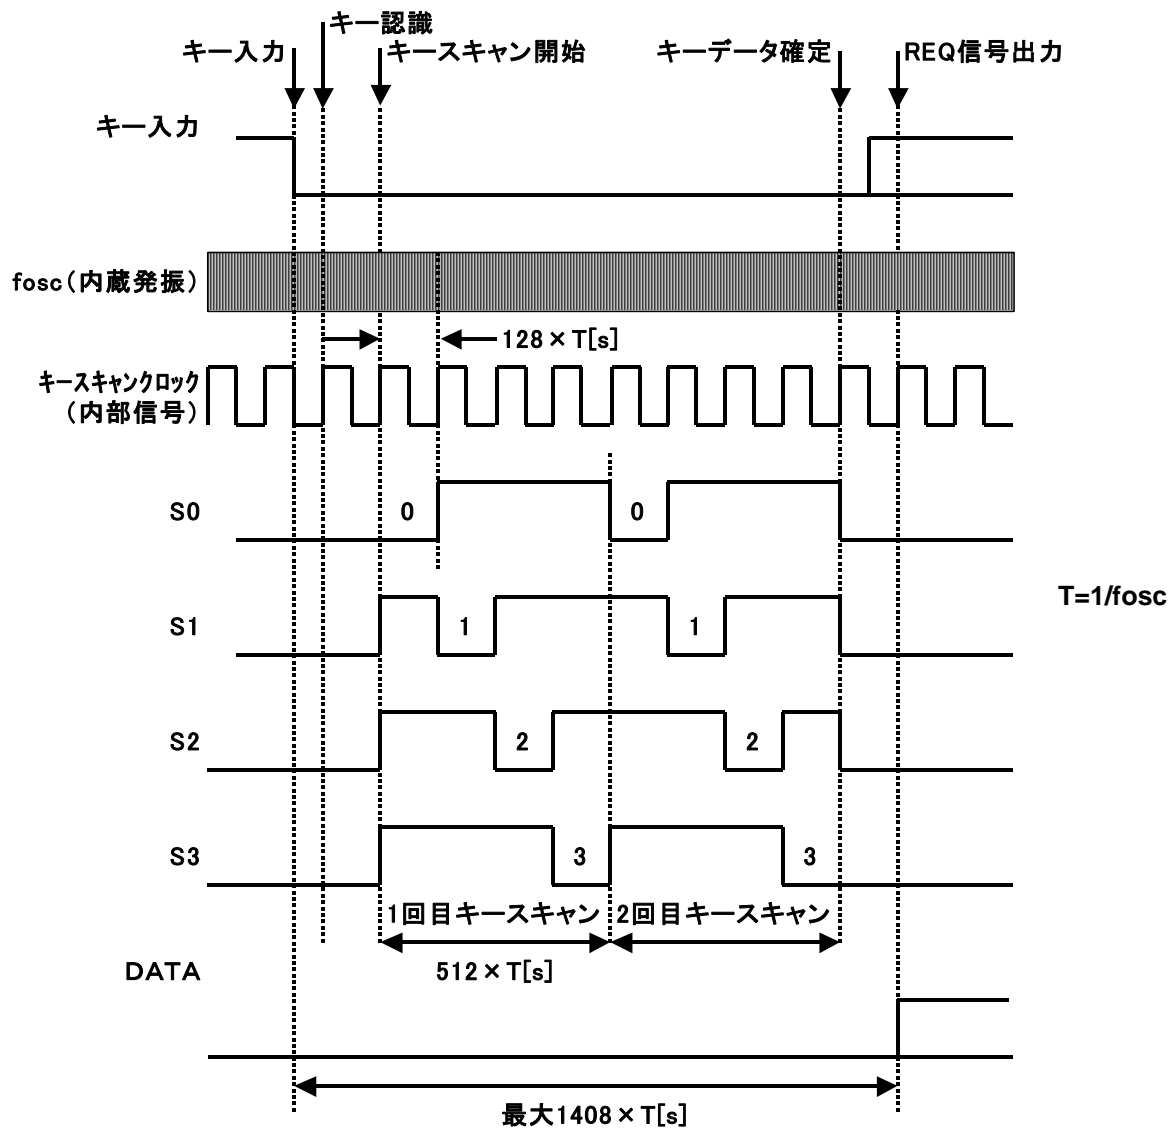 キー認識
キー入力
キースキャン開始
キーデータ確定
REQ信号出力
キー入力
fosc(内蔵発振)
128×T[s]
キースキャンクロック
(内部信号)
S0
0
0
T=1/fosc
S1
1
1
S2
2
2
S3
3
3
1回目キースキャン
2回目キースキャン
DATA
512×T[s]
最大1408×T[s]